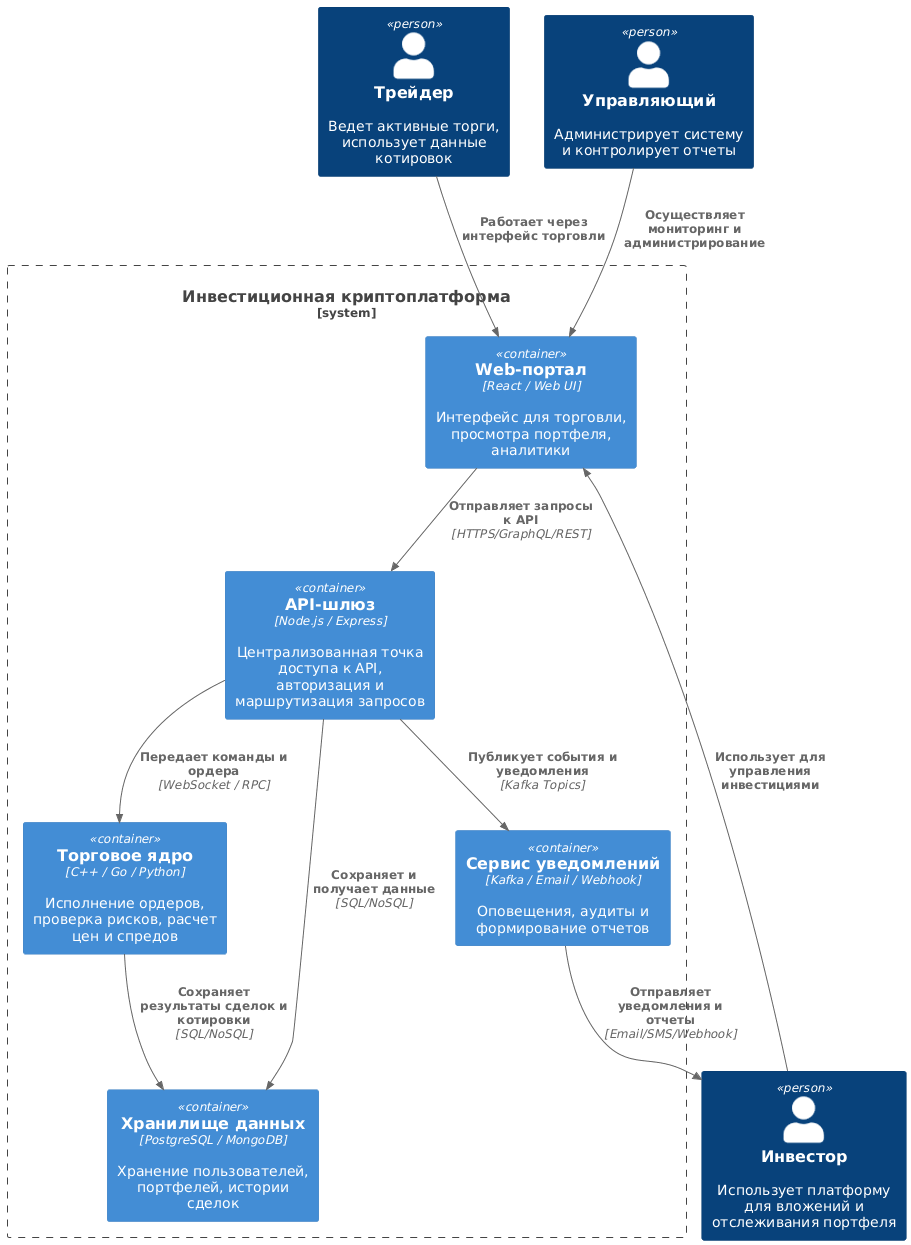 «person»
Трейдер
Ведет активные торги,
использует данные
котировок
«person»
Управляющий
Администрирует систему
и контролирует отчеты
Работает через
интерфейс торговли
Осуществляет
мониторинг и
администрирование
Инвестиционная криптоплатформа
[system]
«container»
Web-портал
[React / Web UI]
Интерфейс для торговли,
просмотра портфеля,
аналитики
Отправляет запросы
к API
[HTTPS/GraphQL/REST]
«container»
API-шлюз
[Node.js / Express]
Централизованная точка
доступа к API,
авторизация и
маршрутизация запросов
Передает команды и
ордера
[WebSocket / RPC]
Публикует события и
уведомления
[Kafka Topics]
Использует для
управления
инвестициями
«container»
Торговое ядро
[C++ / Go / Python]
Исполнение ордеров,
проверка рисков, расчет
цен и спредов
Сохраняет и
получает данные
[SQL/NoSQL]
«container»
Сервис уведомлений
[Kafka / Email / Webhook]
Оповещения, аудиты и
формирование отчетов
Сохраняет
результаты сделок и
котировки
[SQL/NoSQL]
Отправляет
уведомления и
отчеты
[Email/SMS/Webhook]
«container»
Хранилище данных
[PostgreSQL / MongoDB]
Хранение пользователей,
портфелей, истории
сделок
«person»
Инвестор
Использует платформу
для вложений и
отслеживания портфеля